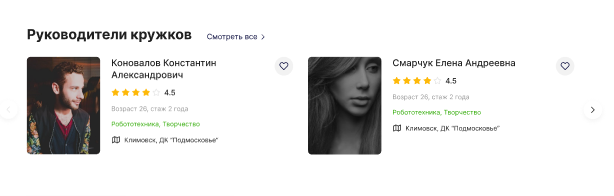 Руководители кружков Смотреть все
Коновалов Константин
Александрович
4.5
Возраст 26, стаж 2 года
Робототехника, Творчество
Климовск, ДК "Подмосковье"
Смарчук Елена Андреевна
4.5
Возраст 26, стаж 2 года
Робототехника, Творчество
Климовск, ДК "Подмосковье"